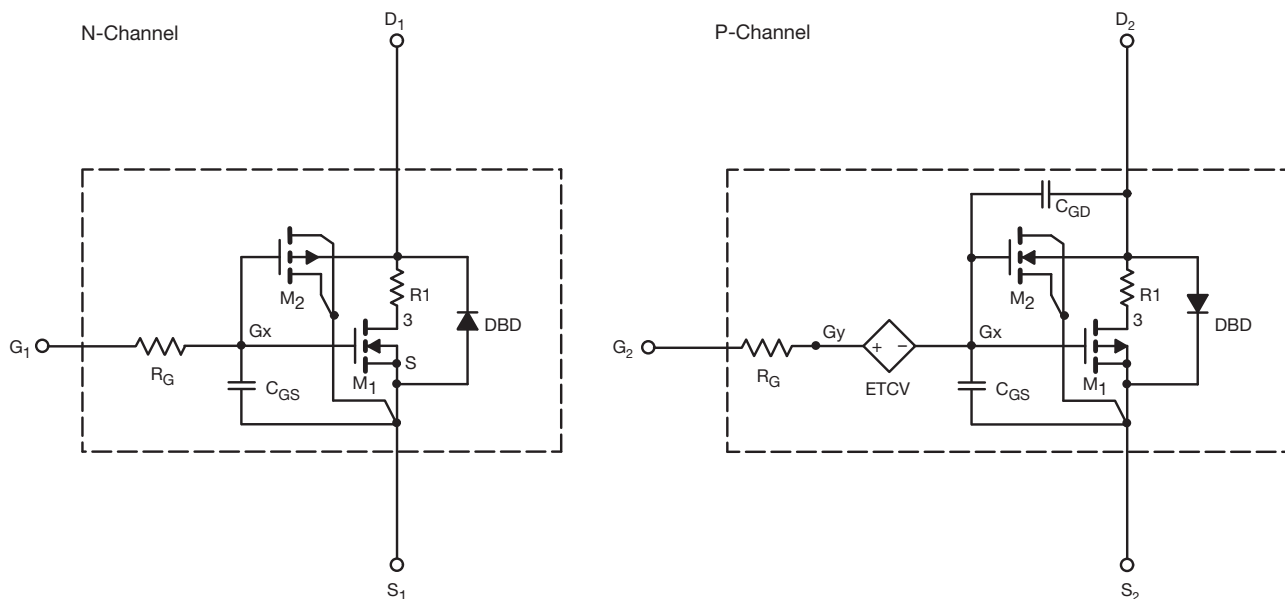 N-Channel
D1
M2
R1
3
DBD
Gx
G1
RG
M1
S
CGS
S1
P-Channel
D2
CGD
M2
R1
3
DBD
Gy
Gx
G2
+
−
RG
ETCV
M1
CGS
S2